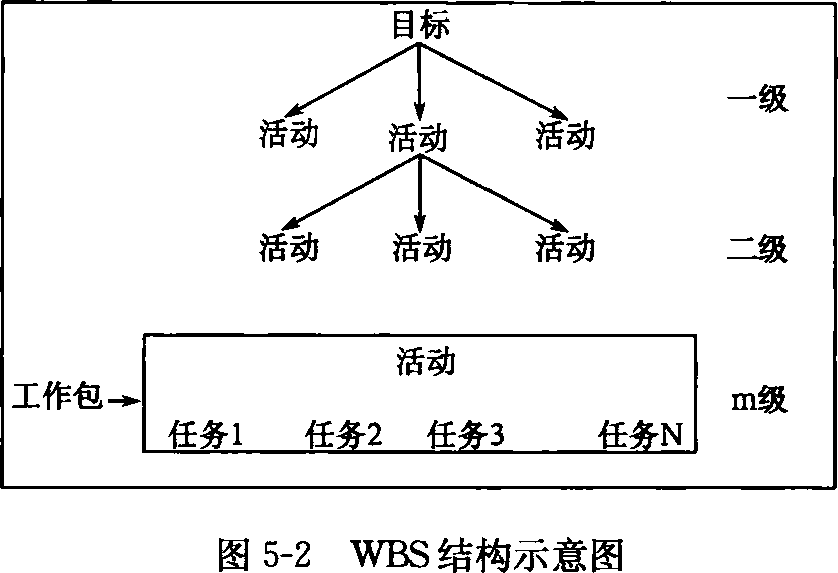 目标
一级
活动 活动 活动
二级
活动 活动 活动
活动
工作包
m级
任务1 任务2 任务3 任务N
图 5-2 WBS结构示意图